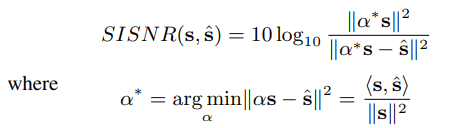 SISNR(s, ŝ) = 10 log₁₀ ‖α*s‖² / ‖α*s − ŝ‖²
where
α* = arg min_α ‖αs − ŝ‖² = ⟨s, ŝ⟩ / ‖s‖²